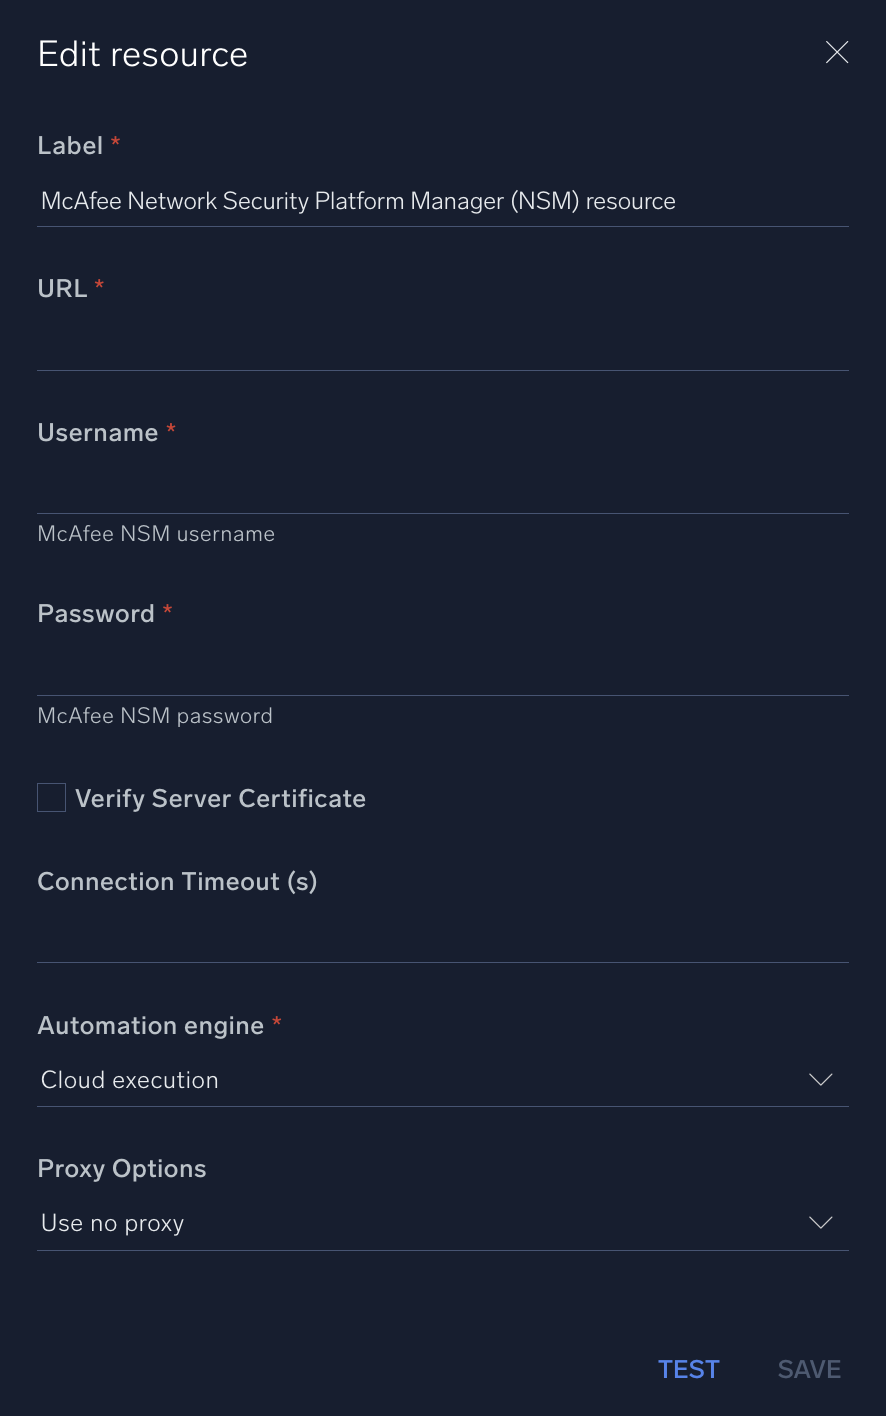 Edit resource
Label *
McAfee Network Security Platform Manager (NSM) resource
URL *
Username *
McAfee NSM username
Password *
McAfee NSM password
Verify Server Certificate
Connection Timeout (s)
Automation engine *
Cloud execution
Proxy Options
Use no proxy
TEST SAVE